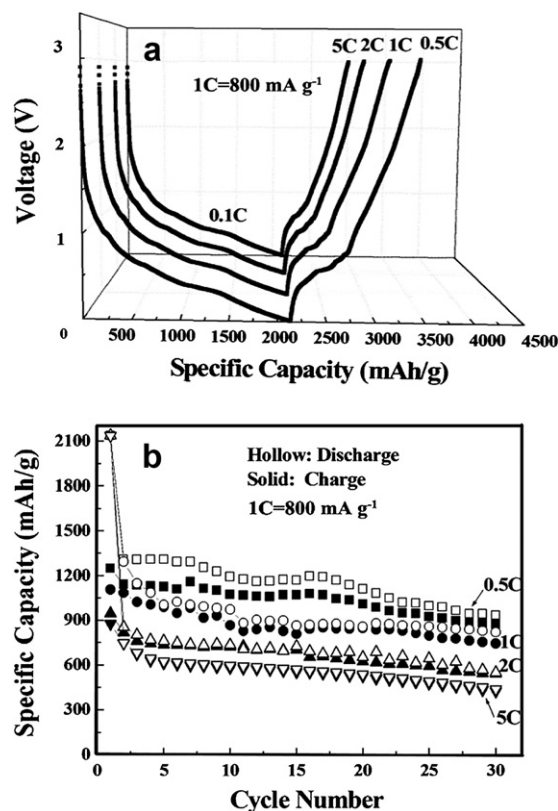 3
a
5C 2C 1C 0.5C
1C=800 mA g-1
2
Voltage (V)
0.1C
1
0
0 500 1000 1500 2000 2500 3000 3500 4000 4500
Specific Capacity (mAh/g)
2100
b
Hollow: Discharge
Solid: Charge
1C=800 mA g-1
1800
1500
1200
900
600
300
0
Specific Capacity (mAh/g)
0.5C
1C
2C
5C
0 5 10 15 20 25 30
Cycle Number